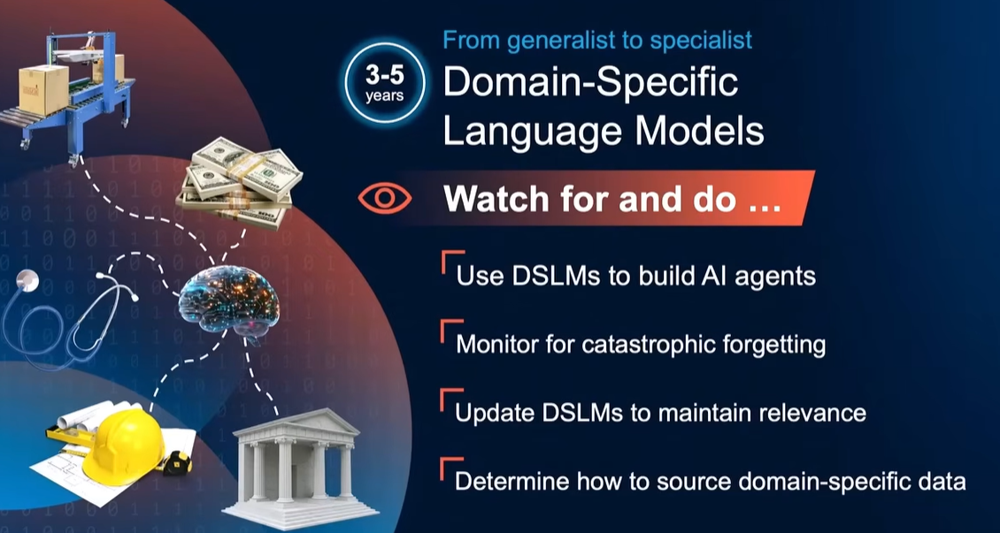 From generalist to specialist
3-5
years
Domain-Specific
Language Models
Watch for and do ...
Use DSLMs to build AI agents
Monitor for catastrophic forgetting
Update DSLMs to maintain relevance
Determine how to source domain-specific data